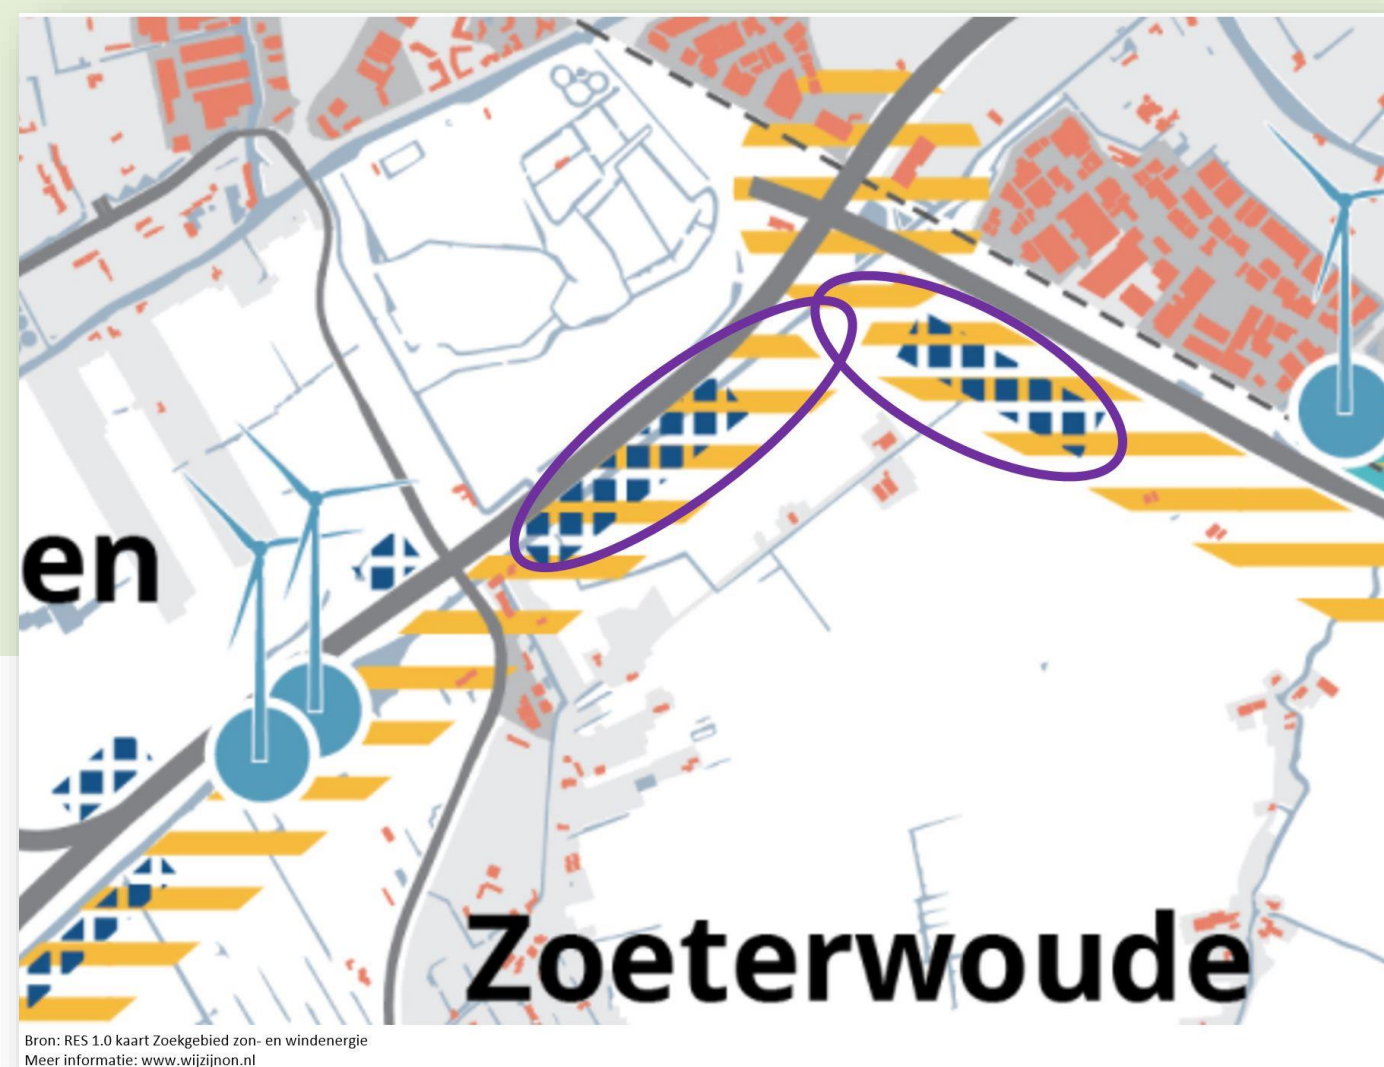 en
Zoeterwoude
Bron: RES 1.0 kaart Zoekgebied zon- en windenergie
Meer informatie: www.wijzijnon.nl